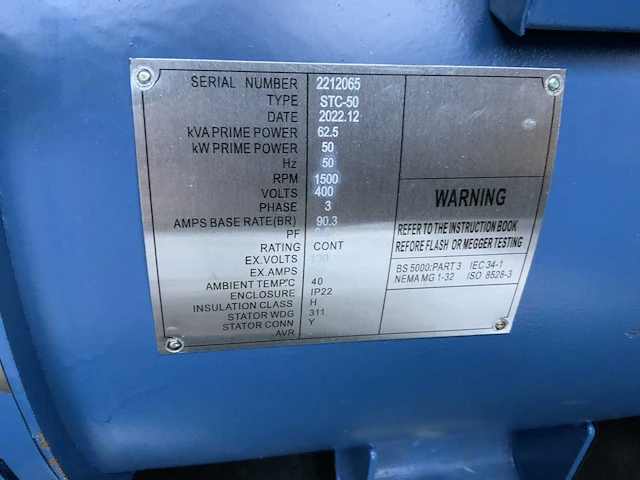 SERIAL NUMBER 2212065
TYPE STC-50
DATE 2022.12
kVA PRIME POWER 62.5
kW PRIME POWER 50
Hz 50
RPM 1500
VOLTS 400
PHASE 3
AMPS BASE RATE(BR) 90.3
PF
RATING CONT
EX.VOLTS 130
EX.AMPS
AMBIENT TEMP°C 40
ENCLOSURE IP22
INSULATION CLASS H
STATOR WDG 311
STATOR CONN Y
AVR
WARNING
REFER TO THE INSTRUCTION BOOK
REFORE FLASH OR MEGGER TESTING
BS 5000:PART 3 IEC 34-1
NEMA MG 1-32 ISO 8528-3